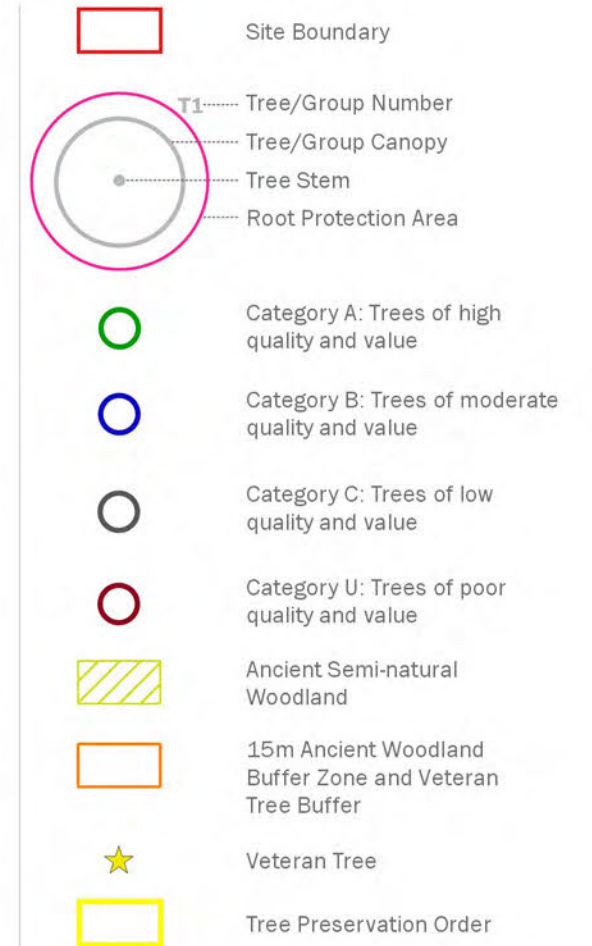 Site Boundary
T1
Tree/Group Number
Tree/Group Canopy
Tree Stem
Root Protection Area
Category A: Trees of high
quality and value
Category B: Trees of moderate
quality and value
Category C: Trees of low
quality and value
Category U: Trees of poor
quality and value
Ancient Semi-natural
Woodland
15m Ancient Woodland
Buffer Zone and Veteran
Tree Buffer
Veteran Tree
Tree Preservation Order